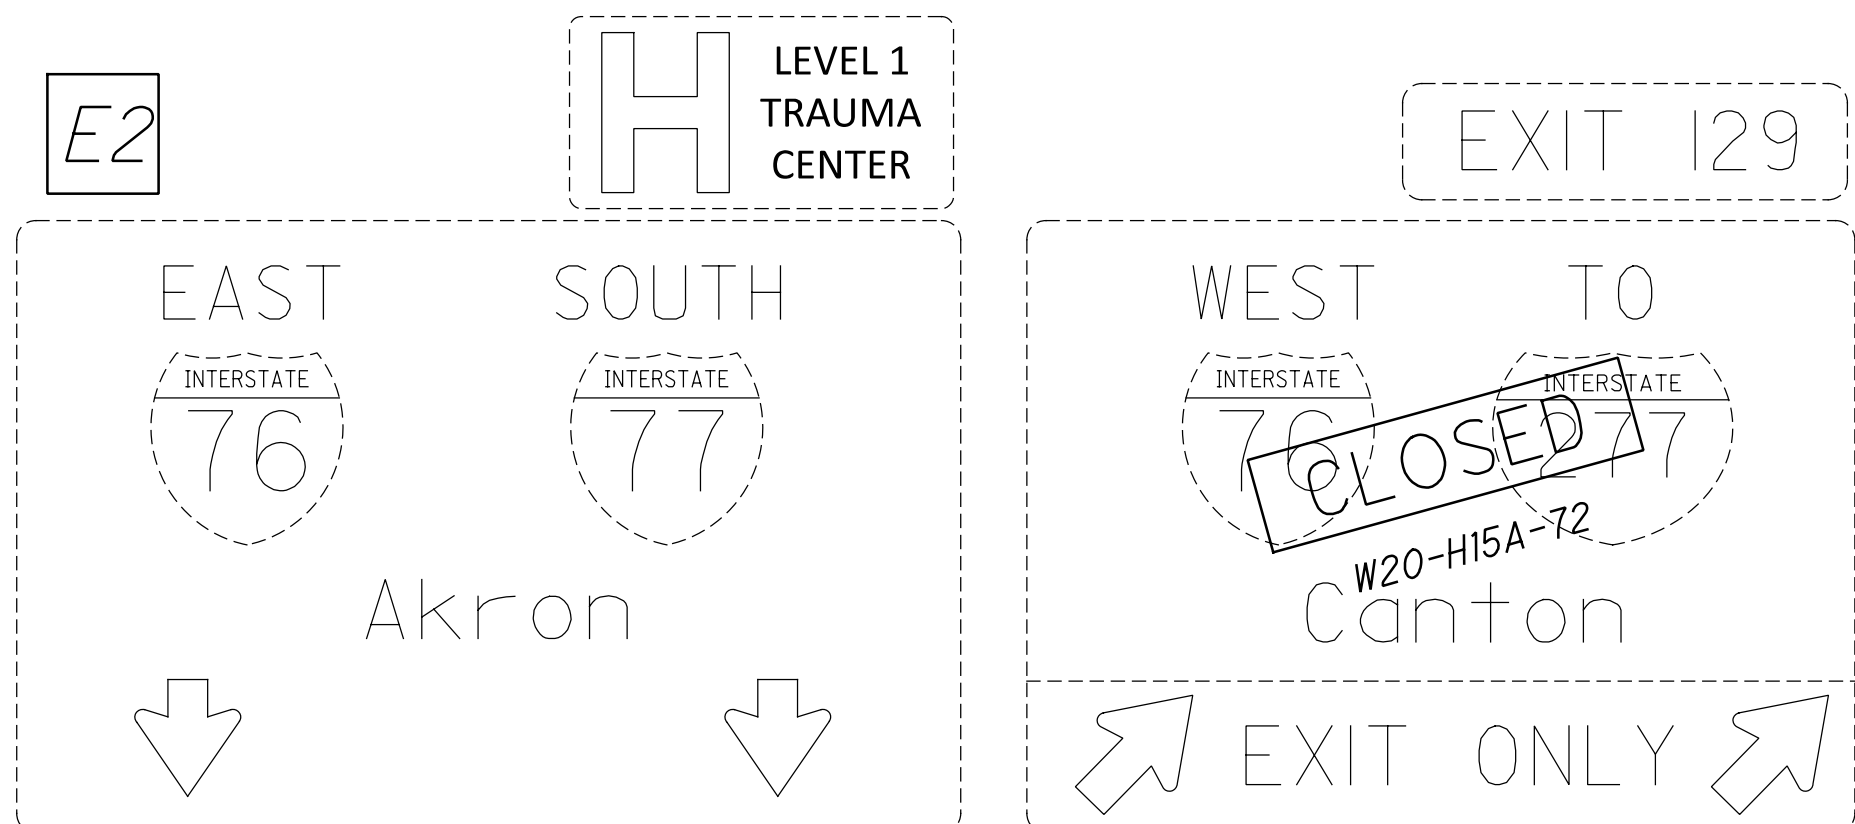 E2
H
LEVEL 1
TRAUMA
CENTER
EAST SOUTH
INTERSTATE INTERSTATE
76 77
Akron
EXIT 129
WEST TO
INTERSTATE INTERSTATE
76 277
CLOSED
W20-H15A-72
Canton
EXIT ONLY